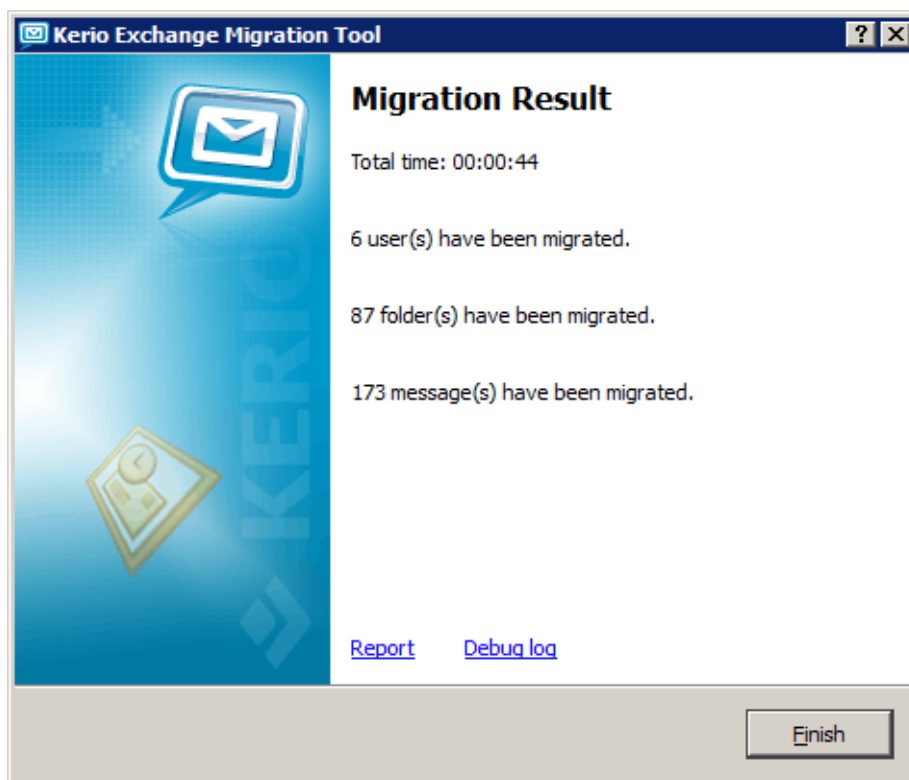 Kerio Exchange Migration Tool
Migration Result
Total time: 00:00:44
6 user(s) have been migrated.
87 folder(s) have been migrated.
173 message(s) have been migrated.
KERIO
Report Debug log
Finish